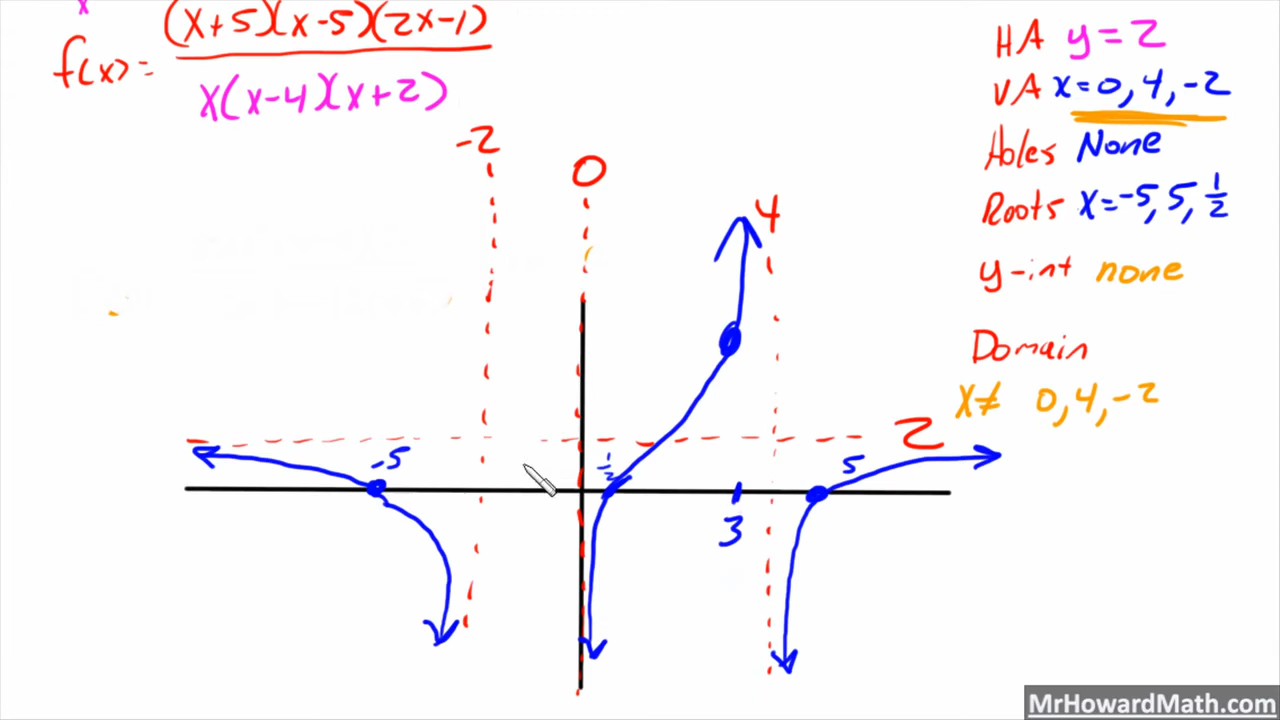 x
f(x)= (x+5)(x-5)(2x-1)
x(x-4)(x+2)
HA y=2
VA x=0,4,-2
Holes None
Roots x=-5,5,1/2
y-int none
Domain
x≠ 0,4,-2
-2
0
4
2
-5
1/2
5
3
MrHowardMath.com